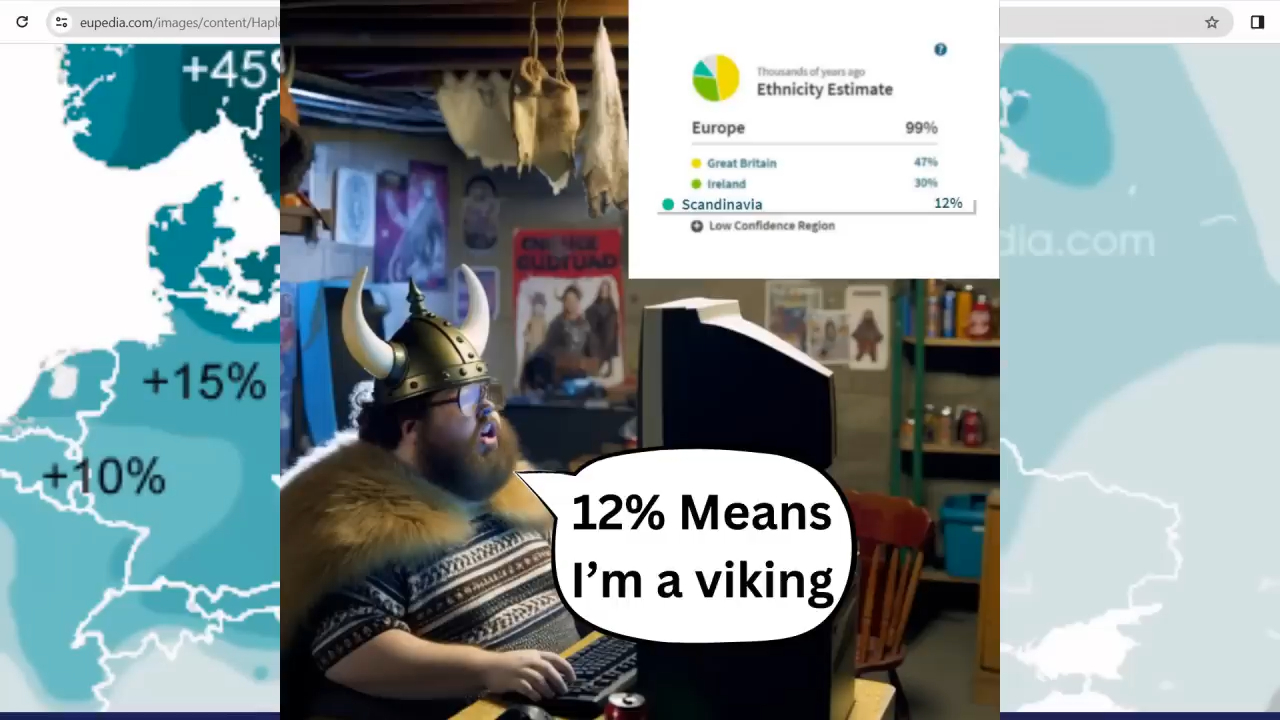 eupedia.com/images/content/Haplo
+45%
+15%
+10%
dia.com
?
Thousands of years ago
Ethnicity Estimate
Europe 99%
Great Britain 47%
Ireland 30%
Scandinavia 12%
Low Confidence Region
12% Means
I’m a viking